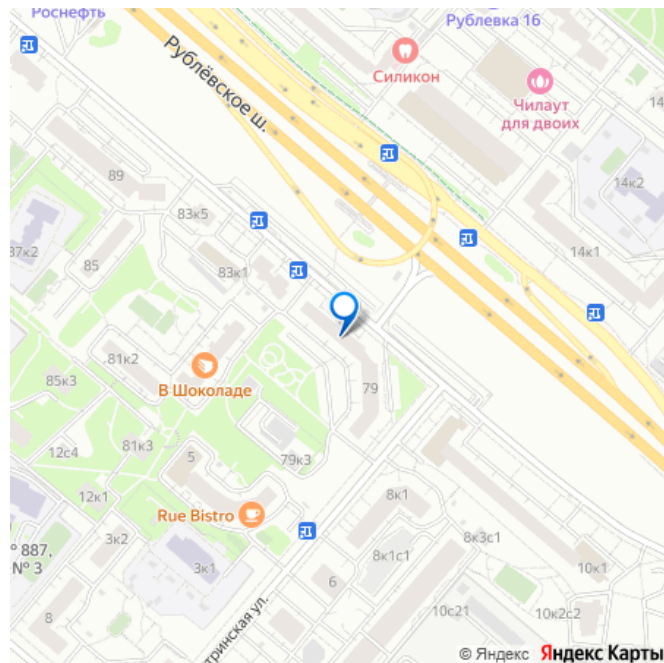 Роснефть
Рублевка 16
Рублёвское ш.
Силикон
Чилаут
для двоих
14
14к2
89
83к5
37к2
85
83к1
14к1
81к2
В Шоколаде
85к3
79
12с4
81к3
5
79к3
12к1
Rue Bistro
8к1
° 887,
№ 3
3к2
8к3с1
3к1
8к1с1
10к1
6
8
10с21
10к2с2
тринская ул.
© Яндекс Яндекс Карты